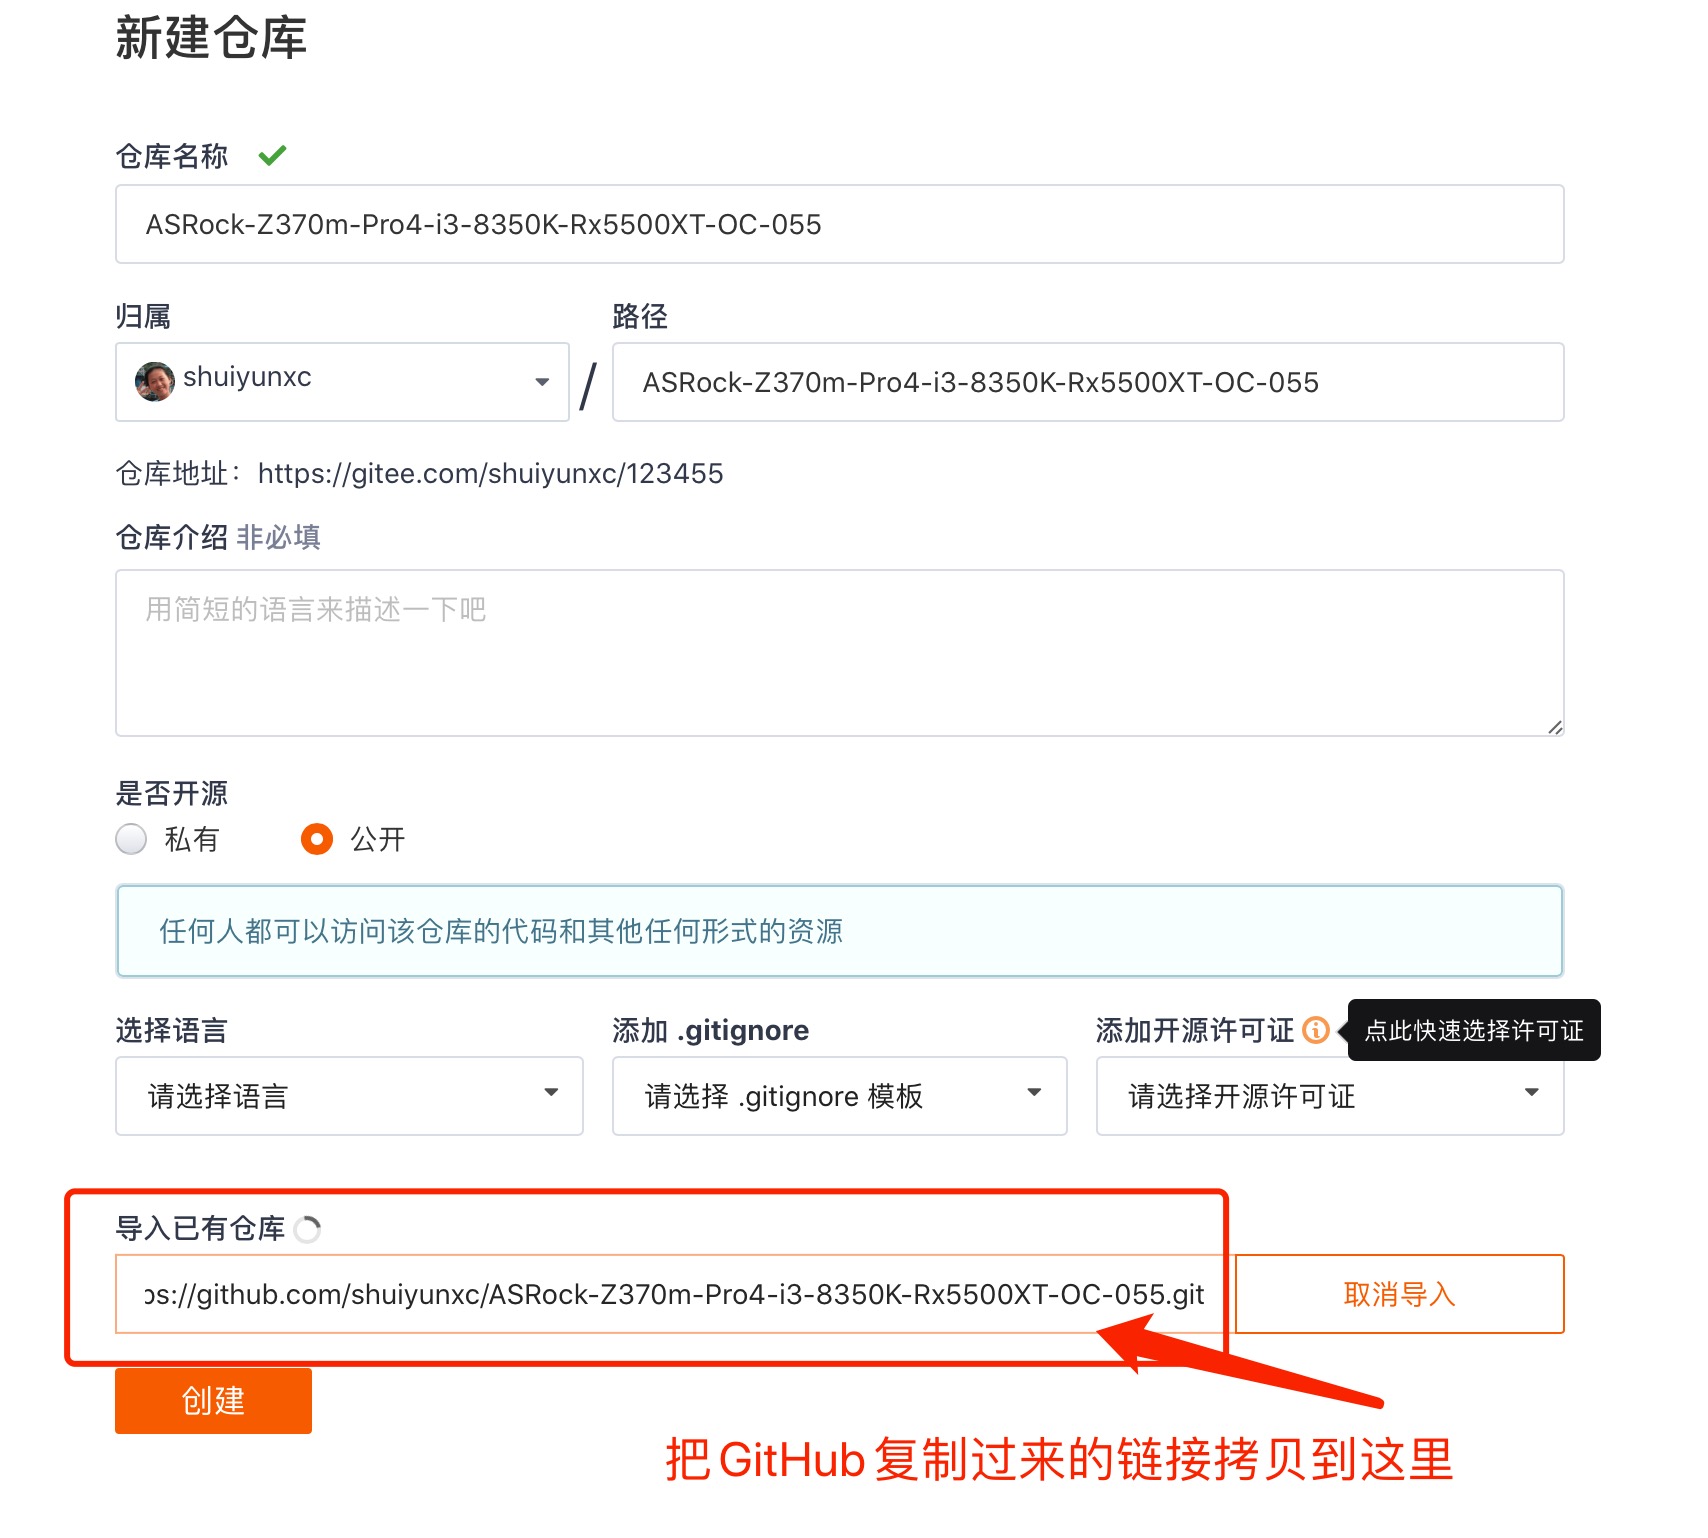 新建仓库
仓库名称
ASRock-Z370m-Pro4-i3-8350K-Rx5500XT-OC-055
归属
路径
shuiyunxc
/
ASRock-Z370m-Pro4-i3-8350K-Rx5500XT-OC-055
仓库地址：https://gitee.com/shuiyunxc/123455
仓库介绍 非必填
用简短的语言来描述一下吧
是否开源
私有
公开
任何人都可以访问该仓库的代码和其他任何形式的资源
选择语言
添加 .gitignore
添加开源许可证
点此快速选择许可证
请选择语言
请选择 .gitignore 模板
请选择开源许可证
导入已有仓库
ps://github.com/shuiyunxc/ASRock-Z370m-Pro4-i3-8350K-Rx5500XT-OC-055.git
取消导入
创建
把GitHub复制过来的链接拷贝到这里